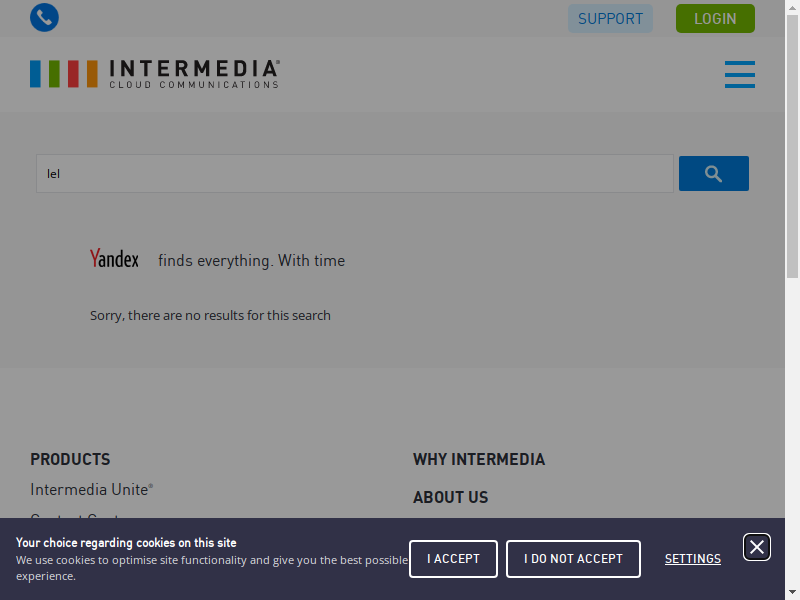 SUPPORT
LOGIN
INTERMEDIA®
CLOUD COMMUNICATIONS
lel
Yandex finds everything. With time
Sorry, there are no results for this search
PRODUCTS
Intermedia Unite®
WHY INTERMEDIA
ABOUT US
Your choice regarding cookies on this site
We use cookies to optimise site functionality and give you the best possible
experience.
I ACCEPT
I DO NOT ACCEPT
SETTINGS